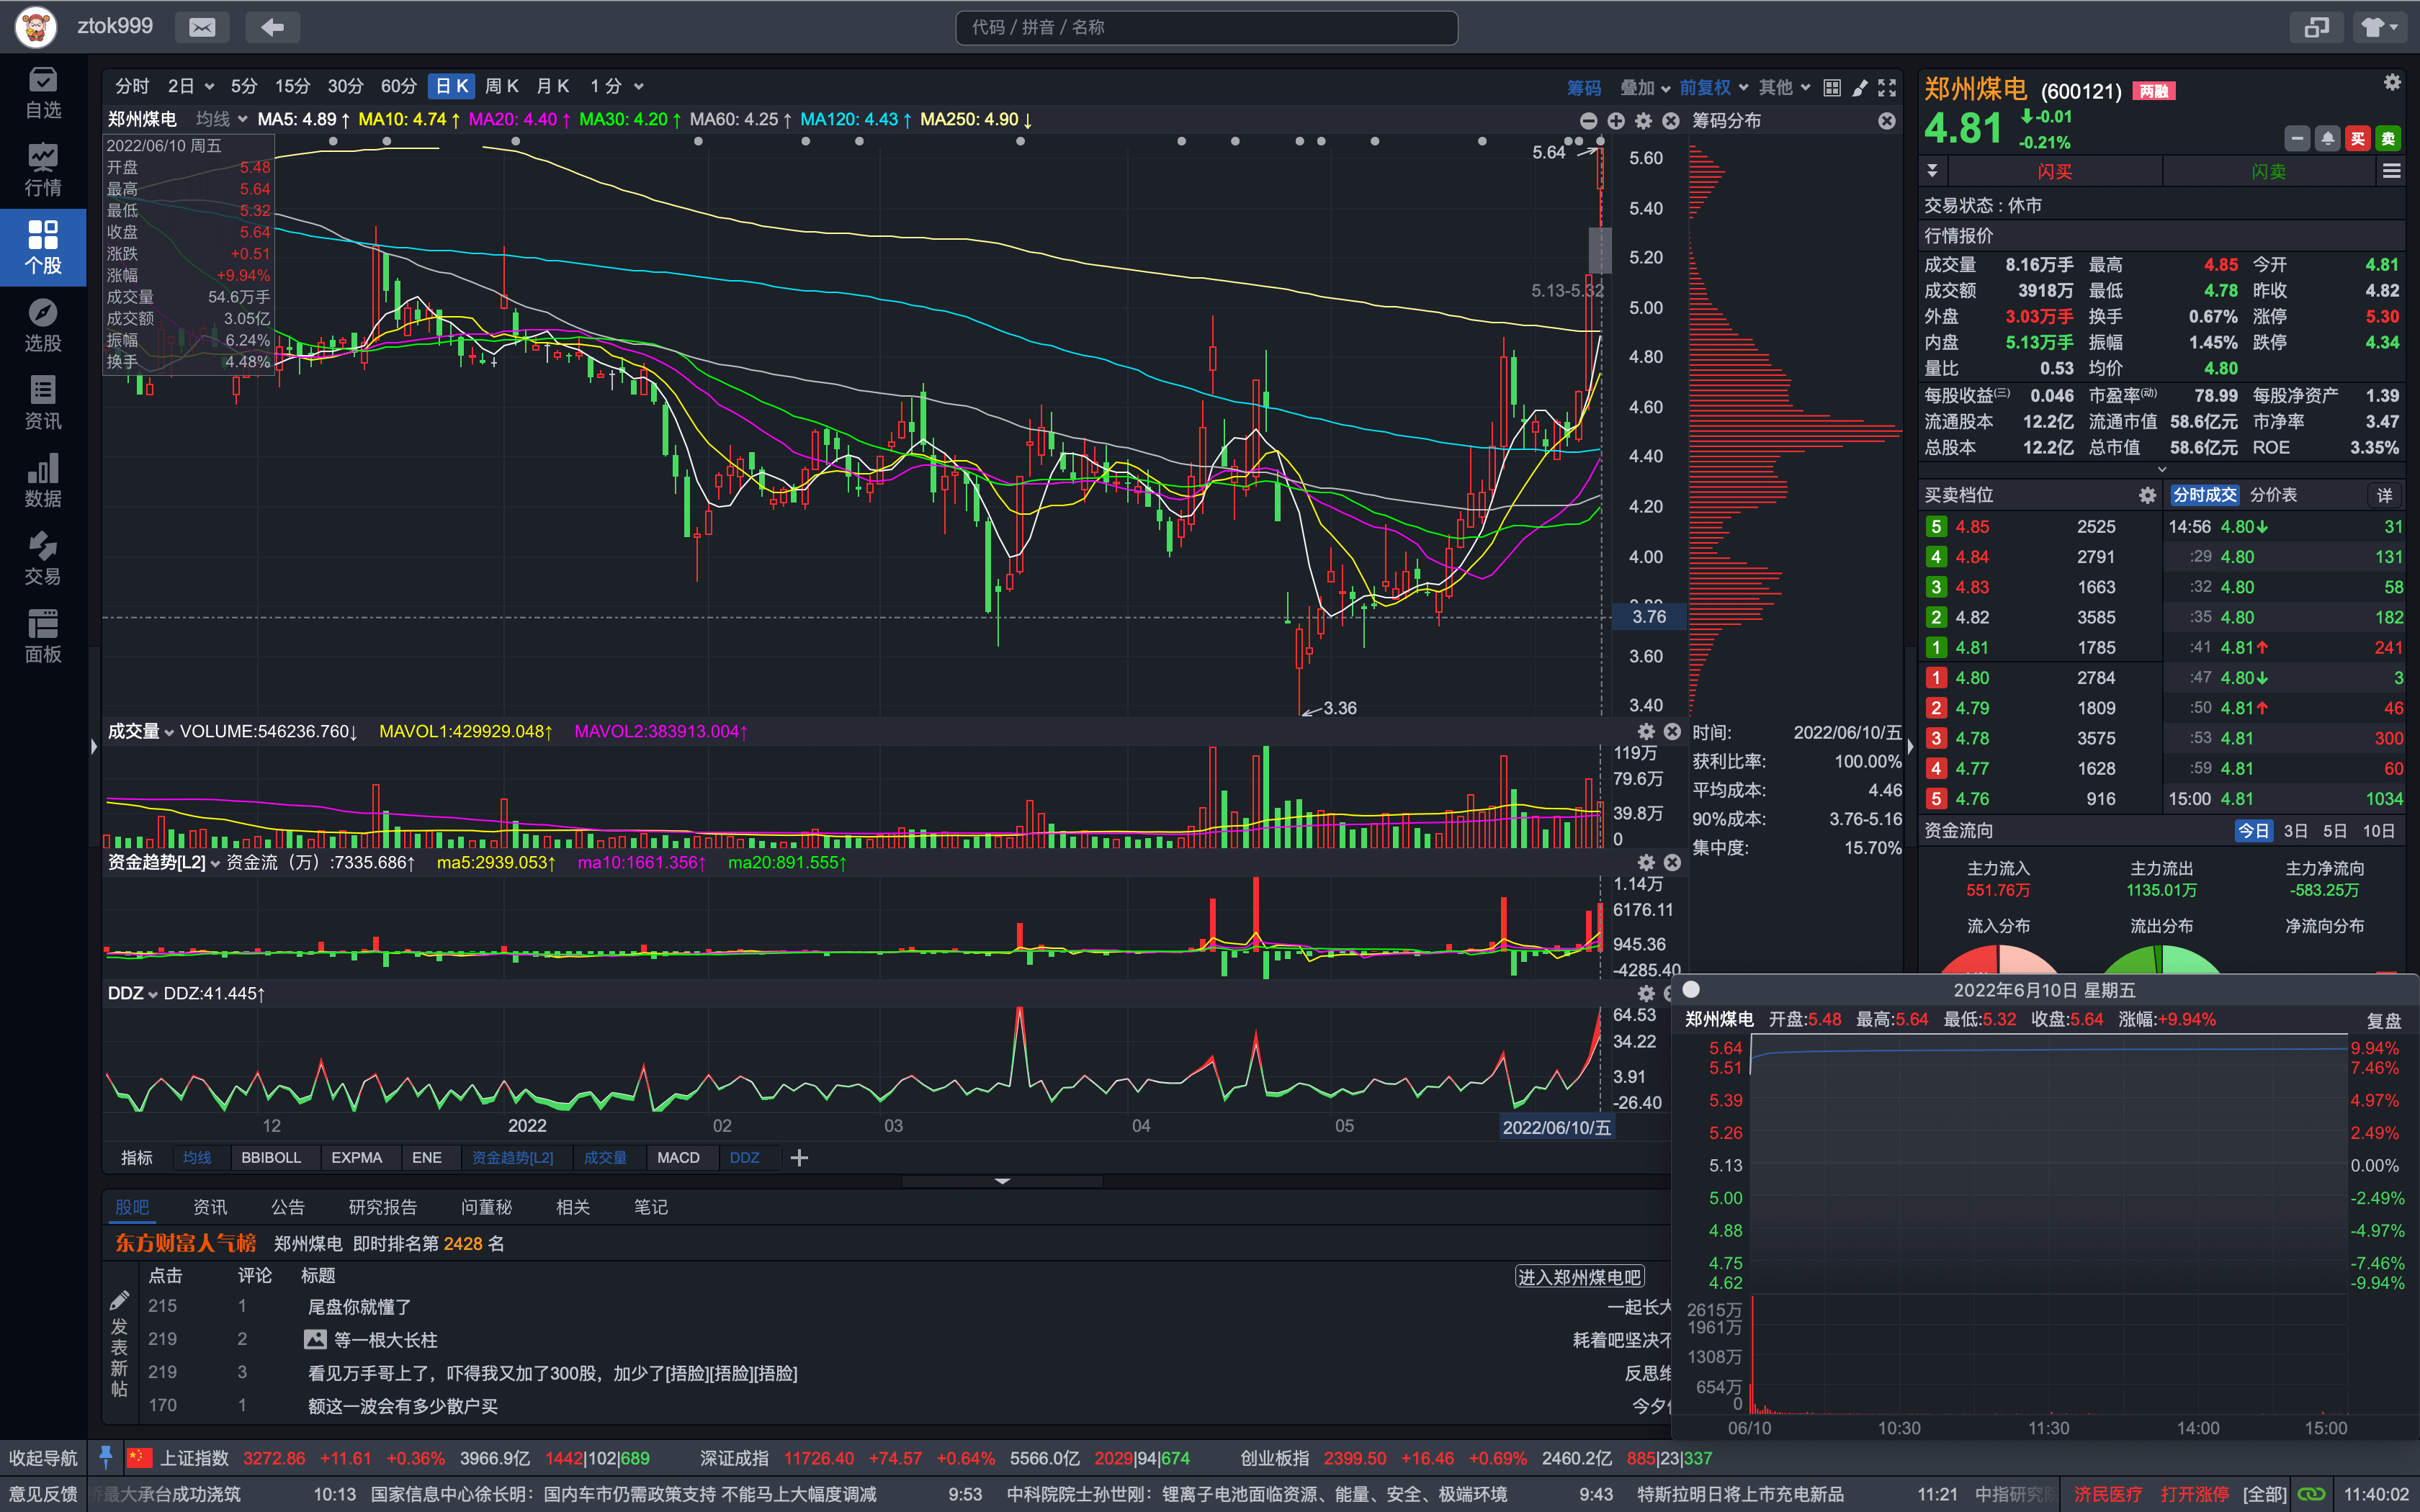 ztok999
代码 / 拼音 / 名称
自选
行情
个股
选股
资讯
数据
交易
面板
分时 2日 5分 15分 30分 60分 日K 周K 月K 1分 筹码 叠加 前复权 其他
郑州煤电 均线 MA5: 4.89↑ MA10: 4.74↑ MA20: 4.40↑ MA30: 4.20↑ MA60: 4.25↑ MA120: 4.43↑ MA250: 4.90↓
筹码分布
2022/06/10 周五
开盘 5.48
最高 5.64
最低 5.32
收盘 5.64
涨跌 +0.51
涨幅 +9.94%
成交量 54.6万手
成交额 3.05亿
振幅 6.24%
换手 4.48%
5.64
5.13-5.32
3.36
5.60
5.40
5.20
5.00
4.80
4.60
4.40
4.20
4.00
3.76
3.60
3.40
成交量 VOLUME:546236.760↓ MAVOL1:429929.048↑ MAVOL2:383913.004↑
119万
79.6万
39.8万
0
时间: 2022/06/10/五
获利比率: 100.00%
平均成本: 4.46
90%成本: 3.76-5.16
集中度: 15.70%
资金趋势[L2] 资金流（万）:7335.686↑ ma5:2939.053↑ ma10:1661.356↑ ma20:891.555↑
1.14万
6176.11
945.36
-4285.40
DDZ DDZ:41.445↑
64.53
34.22
3.91
-26.40
12 2022 02 03 04 05 2022/06/10/五
指标 均线 BBIBOLL EXPMA ENE 资金趋势[L2] 成交量 MACD DDZ
股吧 资讯 公告 研究报告 问董秘 相关 笔记
东方财富人气榜 郑州煤电 即时排名第 2428 名
点击 评论 标题 进入郑州煤电吧
发表新帖
215 1 尾盘你就懂了 一起长大
219 2 等一根大长柱 耗着吧坚决不
219 3 看见万手哥上了，吓得我又加了300股，加少了[捂脸][捂脸][捂脸] 反思维
170 1 额这一波会有多少散户买 今夕
郑州煤电 (600121) 两融
4.81 -0.01
-0.21%
买 卖
闪买 闪卖
交易状态 : 休市
行情报价
成交量 8.16万手 最高 4.85 今开 4.81
成交额 3918万 最低 4.78 昨收 4.82
外盘 3.03万手 换手 0.67% 涨停 5.30
内盘 5.13万手 振幅 1.45% 跌停 4.34
量比 0.53 均价 4.80
每股收益(三) 0.046 市盈率(动) 78.99 每股净资产 1.39
流通股本 12.2亿 流通市值 58.6亿元 市净率 3.47
总股本 12.2亿 总市值 58.6亿元 ROE 3.35%
买卖档位 分时成交 分价表 详
5 4.85 2525 14:56 4.80↓ 31
4 4.84 2791 :29 4.80 131
3 4.83 1663 :32 4.80 58
2 4.82 3585 :35 4.80 182
1 4.81 1785 :41 4.81↑ 241
1 4.80 2784 :47 4.80↓ 3
2 4.79 1809 :50 4.81↑ 46
3 4.78 3575 :53 4.81 300
4 4.77 1628 :59 4.81 60
5 4.76 916 15:00 4.81 1034
资金流向 今日 3日 5日 10日
主力流入 主力流出 主力净流向
551.76万 1135.01万 -583.25万
流入分布 流出分布 净流向分布
2022年6月10日 星期五
郑州煤电 开盘:5.48 最高:5.64 最低:5.32 收盘:5.64 涨幅:+9.94% 复盘
5.64 9.94%
5.51 7.46%
5.39 4.97%
5.26 2.49%
5.13 0.00%
5.00 -2.49%
4.88 -4.97%
4.75 -7.46%
4.62 -9.94%
2615万
1961万
1308万
654万
0
06/10 10:30 11:30 14:00 15:00
收起导航 上证指数 3272.86 +11.61 +0.36% 3966.9亿 1442|102|689 深证成指 11726.40 +74.57 +0.64% 5566.0亿 2029|94|674 创业板指 2399.50 +16.46 +0.69% 2460.2亿 885|23|337
意见反馈 桥最大承台成功浇筑 10:13 国家信息中心徐长明：国内车市仍需政策支持 不能马上大幅度调减 9:53 中科院院士孙世刚：锂离子电池面临资源、能量、安全、极端环境 9:43 特斯拉明日将上市充电新品 11:21 中指研究院 济民医疗 打开涨停 [全部] 11:40:02